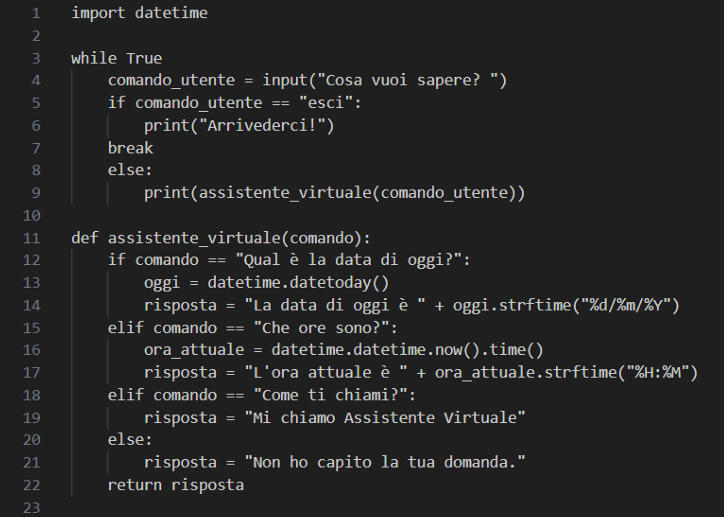 1 import datetime
2
3 while True
4     comando_utente = input("Cosa vuoi sapere? ")
5     if comando_utente == "esci":
6         print("Arrivederci!")
7     break
8     else:
9         print(assistente_virtuale(comando_utente))
10
11 def assistente_virtuale(comando):
12     if comando == "Qual è la data di oggi?":
13         oggi = datetime.datetoday()
14         risposta = "La data di oggi è " + oggi.strftime("%d/%m/%Y")
15     elif comando == "Che ore sono?":
16         ora_attuale = datetime.datetime.now().time()
17         risposta = "L'ora attuale è " + ora_attuale.strftime("%H:%M")
18     elif comando == "Come ti chiami?":
19         risposta = "Mi chiamo Assistente Virtuale"
20     else:
21         risposta = "Non ho capito la tua domanda."
22     return risposta
23